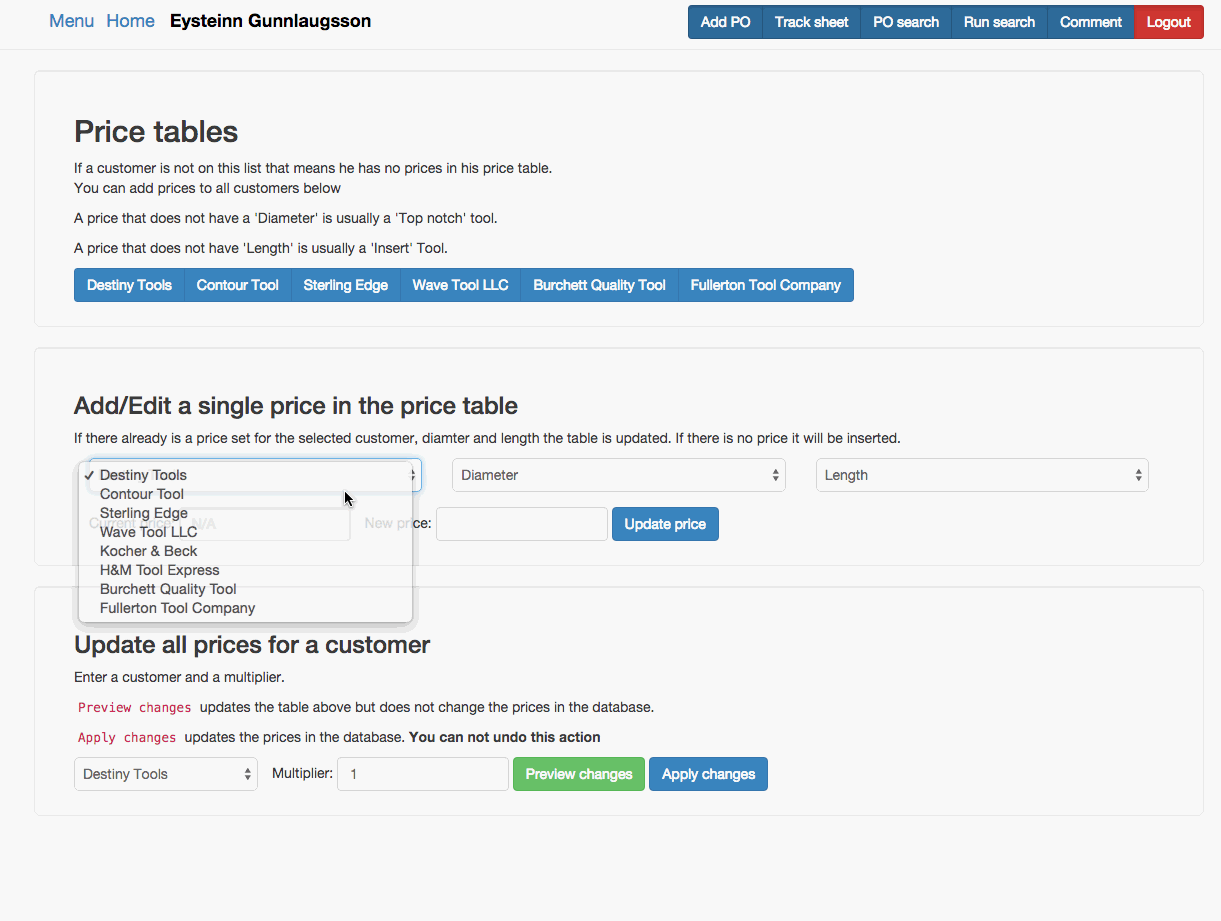 Menu Home Eysteinn Gunnlaugsson Add PO Track sheet PO search Run search Comment Logout
Price tables
If a customer is not on this list that means he has no prices in his price table.
You can add prices to all customers below
A price that does not have a 'Diameter' is usually a 'Top notch' tool.
A price that does not have 'Length' is usually a 'Insert' Tool.
Destiny Tools Contour Tool Sterling Edge Wave Tool LLC Burchett Quality Tool Fullerton Tool Company
Add/Edit a single price in the price table
If there already is a price set for the selected customer, diamter and length the table is updated. If there is no price it will be inserted.
✓ Destiny Tools Diameter Length
Contour Tool
Sterling Edge
Current price: N/A New price: Update price
Wave Tool LLC
Kocher & Beck
H&M Tool Express
Burchett Quality Tool
Fullerton Tool Company
Update all prices for a customer
Enter a customer and a multiplier.
Preview changes updates the table above but does not change the prices in the database.
Apply changes updates the prices in the database. You can not undo this action
Destiny Tools Multiplier: 1 Preview changes Apply changes